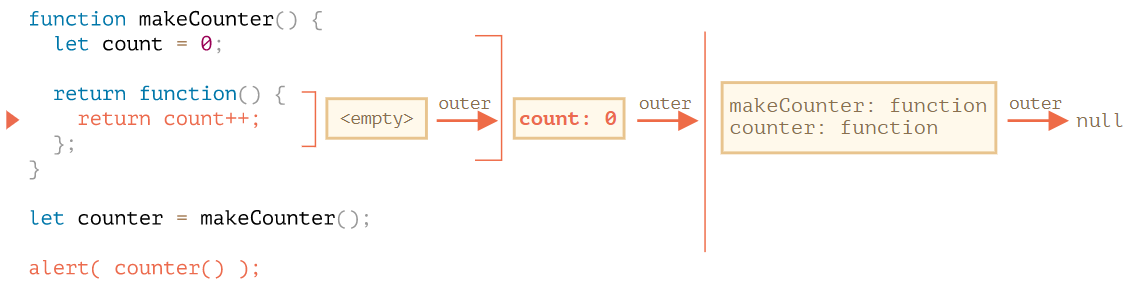 function makeCounter() {
let count = 0;
return function() {
return count++;
};
}
let counter = makeCounter();
alert( counter() );
<empty>
outer
count: 0
outer
makeCounter: function
counter: function
outer
null